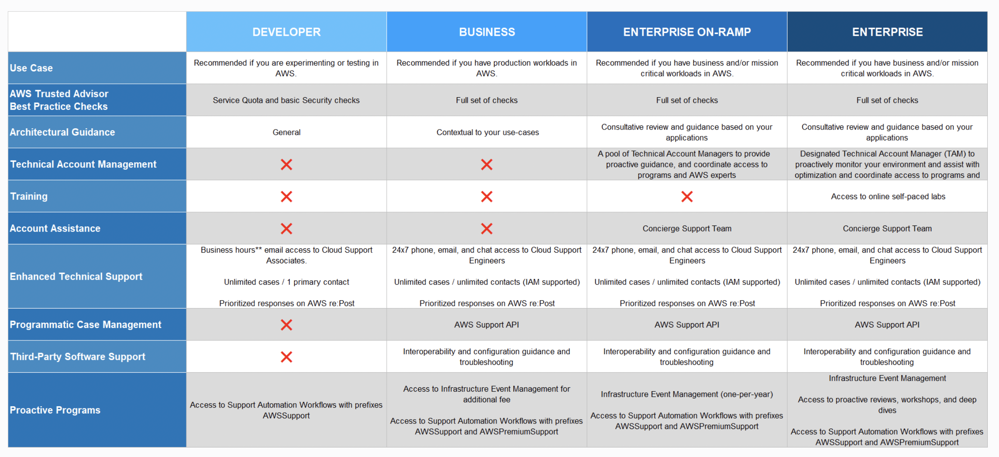 DEVELOPER
BUSINESS
ENTERPRISE ON-RAMP
ENTERPRISE
Use Case
Recommended if you are experimenting or testing in
AWS.
Recommended if you have production workloads in
AWS.
Recommended if you have business and/or mission
critical workloads in AWS.
Recommended if you have business and/or mission
critical workloads in AWS.
AWS Trusted Advisor
Best Practice Checks
Service Quota and basic Security checks
Full set of checks
Full set of checks
Full set of checks
Architectural Guidance
General
Contextual to your use-cases
Consultative review and guidance based on your
applications
Consultative review and guidance based on your
applications
Technical Account Management
A pool of Technical Account Managers to provide
proactive guidance, and coordinate access to
programs and AWS experts
Designated Technical Account Manager (TAM) to
proactively monitor your environment and assist with
optimization and coordinate access to programs and
Training
Access to online self-paced labs
Account Assistance
Concierge Support Team
Concierge Support Team
Enhanced Technical Support
Business hours** email access to Cloud Support
Associates.
Unlimited cases / 1 primary contact
Prioritized responses on AWS re:Post
24x7 phone, email, and chat access to Cloud Support
Engineers
Unlimited cases / unlimited contacts (IAM supported)
Prioritized responses on AWS re:Post
24x7 phone, email, and chat access to Cloud Support
Engineers
Unlimited cases / unlimited contacts (IAM supported)
Prioritized responses on AWS re:Post
24x7 phone, email, and chat access to Cloud Support
Engineers
Unlimited cases / unlimited contacts (IAM supported)
Prioritized responses on AWS re:Post
Programmatic Case Management
AWS Support API
AWS Support API
AWS Support API
Third-Party Software Support
Interoperability and configuration guidance and
troubleshooting
Interoperability and configuration guidance and
troubleshooting
Interoperability and configuration guidance and
troubleshooting
Proactive Programs
Access to Support Automation Workflows with prefixes
AWSSupport
Access to Infrastructure Event Management for
additional fee
Access to Support Automation Workflows with prefixes
AWSSupport and AWSPremiumSupport
Infrastructure Event Management (one-per-year)
Access to Support Automation Workflows with prefixes
AWSSupport and AWSPremiumSupport
Infrastructure Event Management
Access to proactive reviews, workshops, and deep
dives
Access to Support Automation Workflows with prefixes
AWSSupport and AWSPremiumSupport